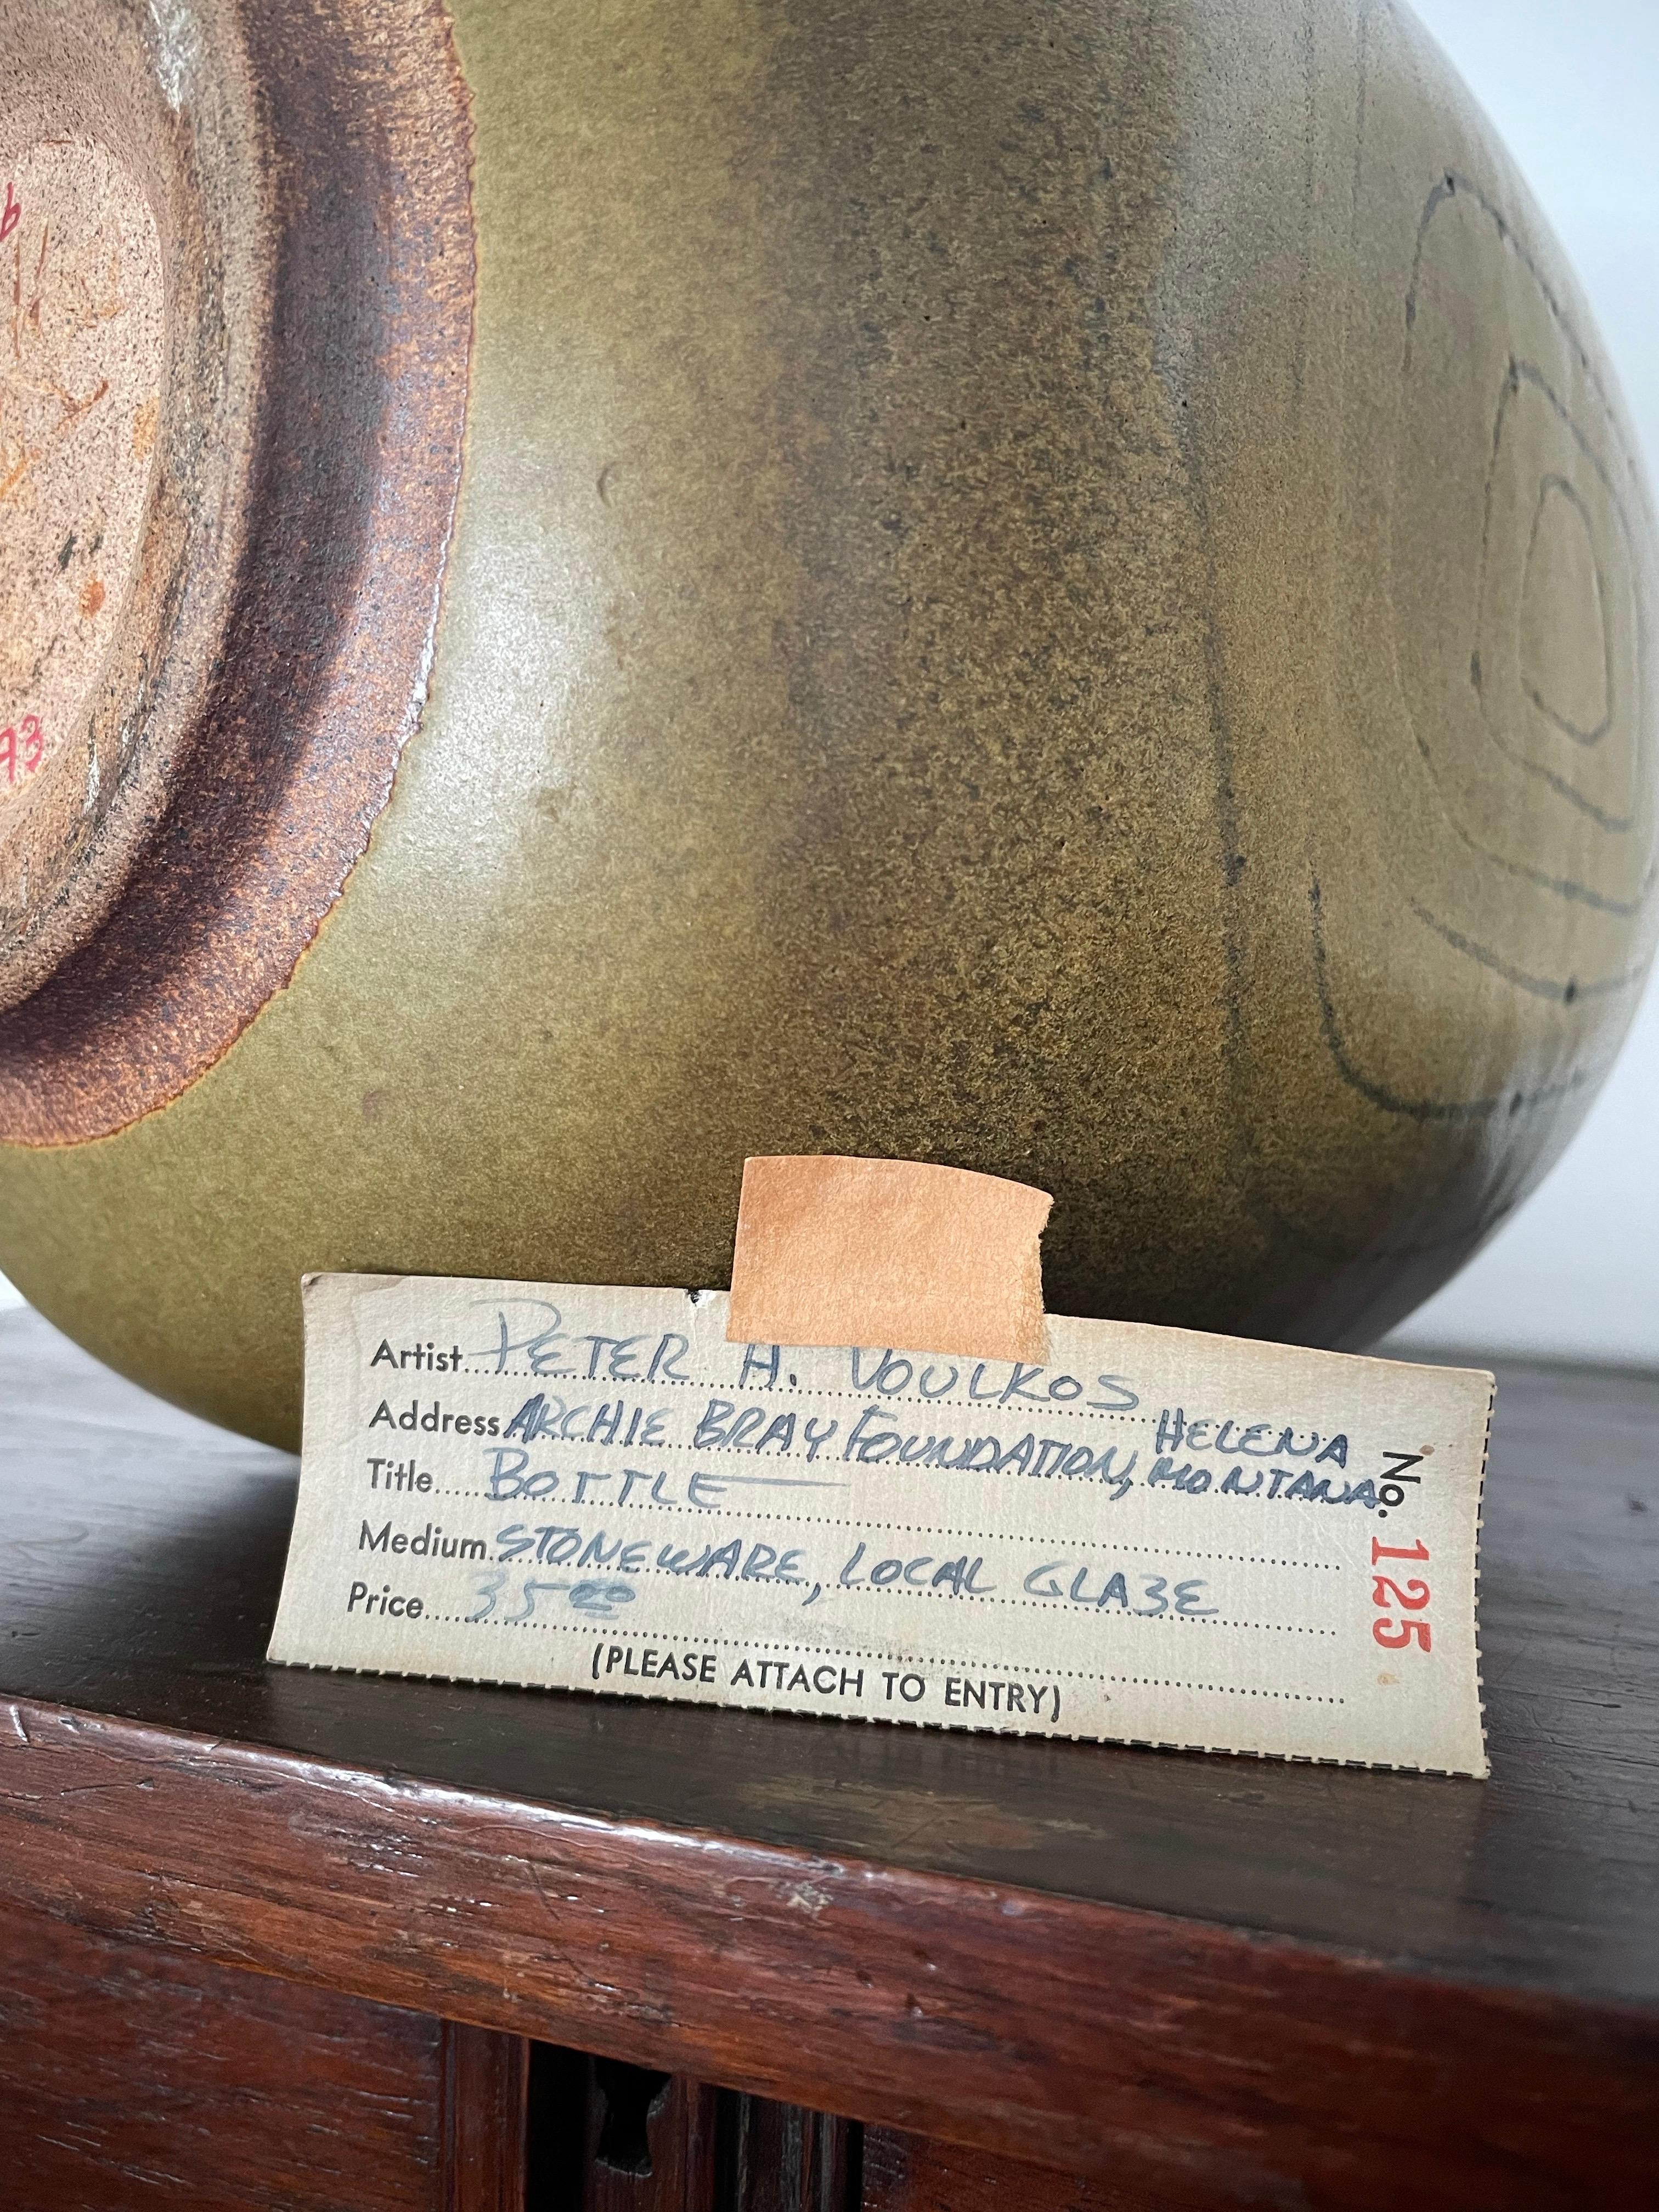 Artist....PETER H. VOULKOS
Address ARCHIE BRAY FOUNDATION, HELENA MONTANA
Title.....BOTTLE
Medium STONEWARE, LOCAL GLAZE
Price....35 00
(PLEASE ATTACH TO ENTRY)
No. 125